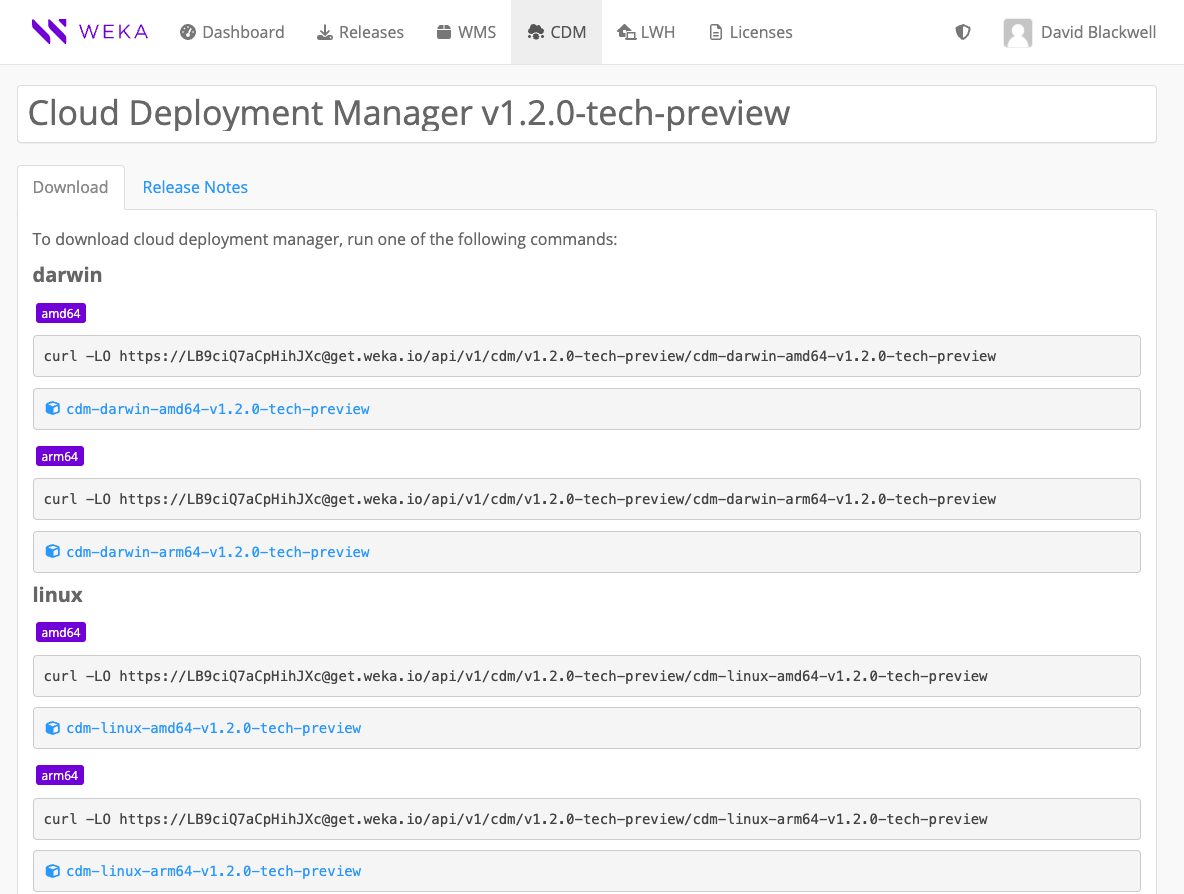 WEKA Dashboard Releases WMS CDM LWH Licenses David Blackwell
Cloud Deployment Manager v1.2.0-tech-preview
Download Release Notes
To download cloud deployment manager, run one of the following commands:
darwin
amd64
curl -LO https://LB9ciQ7aCpHihJXc@get.weka.io/api/v1/cdm/v1.2.0-tech-preview/cdm-darwin-amd64-v1.2.0-tech-preview
cdm-darwin-amd64-v1.2.0-tech-preview
arm64
curl -LO https://LB9ciQ7aCpHihJXc@get.weka.io/api/v1/cdm/v1.2.0-tech-preview/cdm-darwin-arm64-v1.2.0-tech-preview
cdm-darwin-arm64-v1.2.0-tech-preview
linux
amd64
curl -LO https://LB9ciQ7aCpHihJXc@get.weka.io/api/v1/cdm/v1.2.0-tech-preview/cdm-linux-amd64-v1.2.0-tech-preview
cdm-linux-amd64-v1.2.0-tech-preview
arm64
curl -LO https://LB9ciQ7aCpHihJXc@get.weka.io/api/v1/cdm/v1.2.0-tech-preview/cdm-linux-arm64-v1.2.0-tech-preview
cdm-linux-arm64-v1.2.0-tech-preview